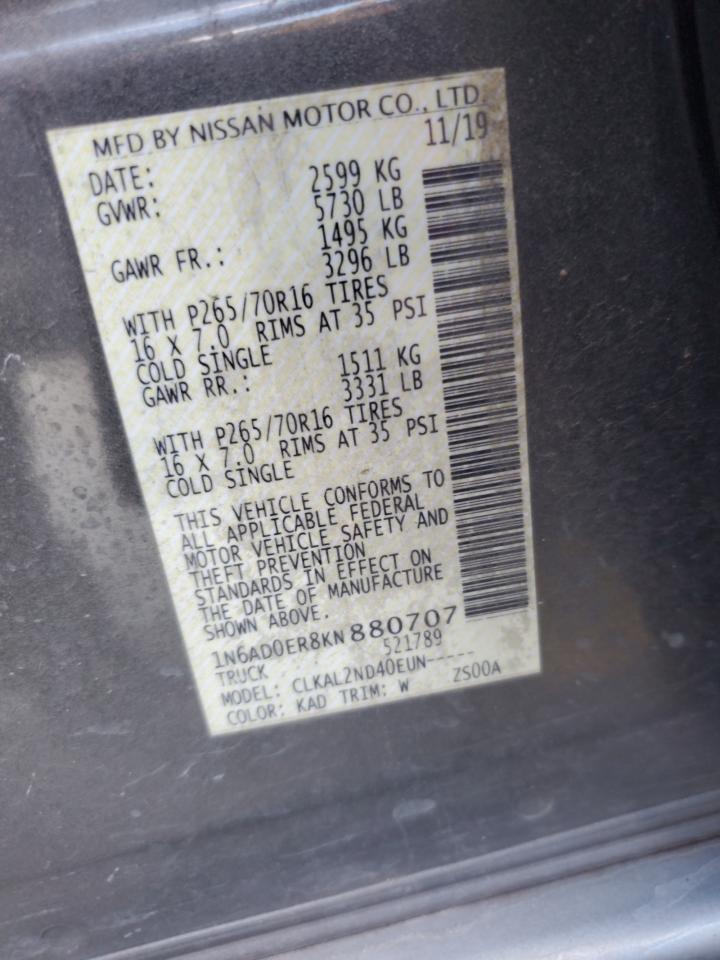 MFD BY NISSAN MOTOR CO., LTD.
DATE: 11/19
GVWR: 2599 KG
5730 LB
GAWR FR.: 1495 KG
3296 LB
WITH P265/70R16 TIRES
16 X 7.0 RIMS AT 35 PSI
COLD SINGLE
GAWR RR.: 1511 KG
3331 LB
WITH P265/70R16 TIRES
16 X 7.0 RIMS AT 35 PSI
COLD SINGLE
THIS VEHICLE CONFORMS TO
ALL APPLICABLE FEDERAL
MOTOR VEHICLE SAFETY AND
THEFT PREVENTION
STANDARDS IN EFFECT ON
THE DATE OF MANUFACTURE
SHOWN ABOVE.
1N6AD0ER8KN880707
TRUCK 521789
MODEL: CLKAL2ND40EUN-----
COLOR: KAD TRIM: W ZS00A